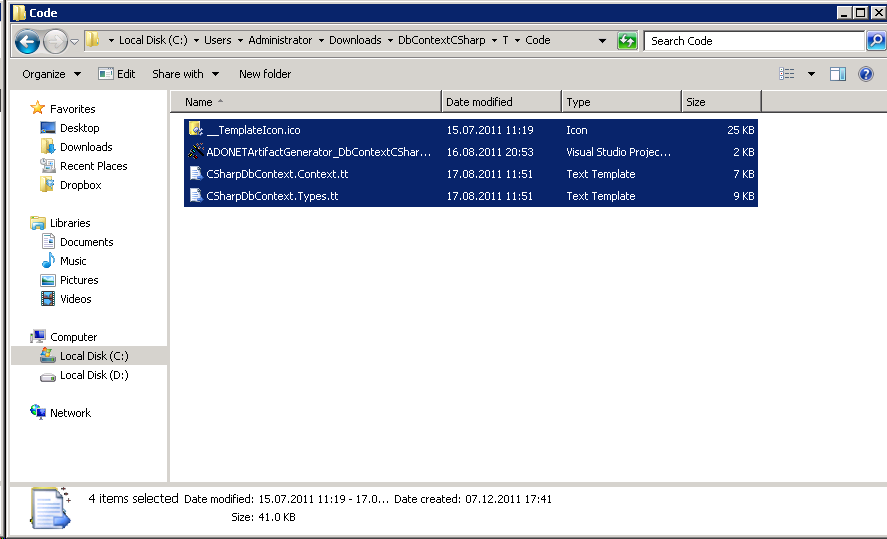 Code
Local Disk (C:) Users Administrator Downloads DbContextCSharp T Code Search Code
Organize Edit Share with New folder
Name Date modified Type Size
Favorites
Desktop
Downloads
Recent Places
Dropbox
Libraries
Documents
Music
Pictures
Videos
Computer
Local Disk (C:)
Local Disk (D:)
Network
__TemplateIcon.ico 15.07.2011 11:19 Icon 25 KB
ADONETArtifactGenerator_DbContextCShar... 16.08.2011 20:53 Visual Studio Projec... 2 KB
CSharpDbContext.Context.tt 17.08.2011 11:51 Text Template 7 KB
CSharpDbContext.Types.tt 17.08.2011 11:51 Text Template 9 KB
4 items selected Date modified: 15.07.2011 11:19 - 17.0... Date created: 07.12.2011 17:41
Size: 41.0 KB